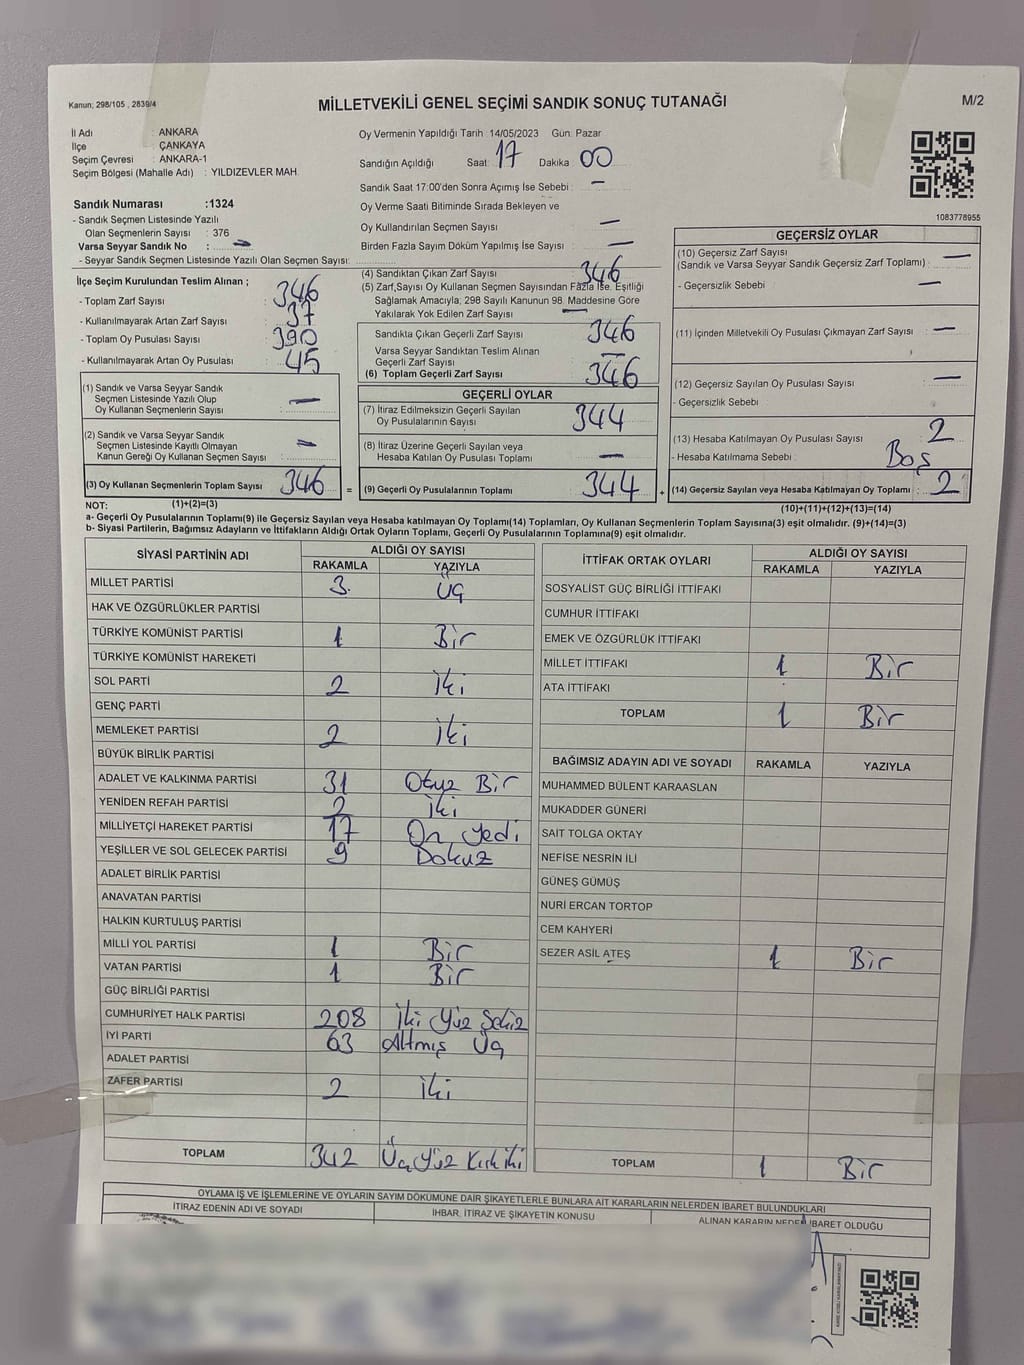 Kanun; 298/105 , 2839/4
MİLLETVEKİLİ GENEL SEÇİMİ SANDIK SONUÇ TUTANAĞI
M/2
İl Adı : ANKARA
İlçe : ÇANKAYA
Seçim Çevresi : ANKARA-1
Seçim Bölgesi (Mahalle Adı) : YILDIZEVLER MAH.
Oy Vermenin Yapıldığı Tarih : 14/05/2023 Gün: Pazar
Sandığın Açıldığı Saat: 17 Dakika 00
Sandık Saat 17:00'den Sonra Açımış İse Sebebi : —
Oy Verme Saati Bitiminde Sırada Bekleyen ve
Oy Kullandırılan Seçmen Sayısı —
Birden Fazla Sayım Döküm Yapılmış İse Sayısı : —
1083778955
Sandık Numarası :1324
- Sandık Seçmen Listesinde Yazılı
Olan Seçmenlerin Sayısı : 376
Varsa Seyyar Sandık No : —
- Seyyar Sandık Seçmen Listesinde Yazılı Olan Seçmen Sayısı:
İlçe Seçim Kurulundan Teslim Alınan ;
- Toplam Zarf Sayısı : 346
- Kullanılmayarak Artan Zarf Sayısı : 37
- Toplam Oy Pusulası Sayısı : 390
- Kullanılmayarak Artan Oy Pusulası : 45
(1) Sandık ve Varsa Seyyar Sandık
Seçmen Listesinde Yazılı Olup
Oy Kullanan Seçmenlerin Sayısı : —
(2) Sandık ve Varsa Seyyar Sandık
Seçmen Listesinde Kayıtlı Olmayan
Kanun Gereği Oy Kullanan Seçmen Sayısı : —
(3) Oy Kullanan Seçmenlerin Toplam Sayısı : 346 =
(4) Sandıktan Çıkan Zarf Sayısı 346
(5) Zarf,Sayısı Oy Kullanan Seçmen Sayısından Fazla İse, Eşitliği
Sağlamak Amacıyla; 298 Sayılı Kanunun 98. Maddesine Göre
Yakılarak Yok Edilen Zarf Sayısı : —
Sandıkta Çıkan Geçerli Zarf Sayısı : 346
Varsa Seyyar Sandıktan Teslim Alınan
Geçerli Zarf Sayısı : —
(6) Toplam Geçerli Zarf Sayısı : 346
GEÇERLİ OYLAR
(7) İtiraz Edilmeksizin Geçerli Sayılan
Oy Pusulalarının Sayısı : 344
(8) İtiraz Üzerine Geçerli Sayılan veya
Hesaba Katılan Oy Pusulası Toplamı : —
(9) Geçerli Oy Pusulalarının Toplamı : 344 +
GEÇERSİZ OYLAR
(10) Geçersiz Zarf Sayısı
(Sandık ve Varsa Seyyar Sandık Geçersiz Zarf Toplamı) : —
- Geçersizlik Sebebi : —
(11) İçinden Milletvekili Oy Pusulası Çıkmayan Zarf Sayısı : —
(12) Geçersiz Sayılan Oy Pusulası Sayısı : —
- Geçersizlik Sebebi :
(13) Hesaba Katılmayan Oy Pusulası Sayısı : 2
- Hesaba Katılmama Sebebi : Boş
(14) Geçersiz Sayılan veya Hesaba Katılmayan Oy Toplamı : 2
NOT: (1)+(2)=(3)
(10)+(11)+(12)+(13)=(14)
a- Geçerli Oy Pusulalarının Toplamı(9) ile Geçersiz Sayılan veya Hesaba katılmayan Oy Toplamı(14) Toplamları, Oy Kullanan Seçmenlerin Toplam Sayısına(3) eşit olmalıdır. (9)+(14)=(3)
b- Siyasi Partilerin, Bağımsız Adayların ve İttifakların Aldığı Ortak Oyların Toplamı, Geçerli Oy Pusulalarının Toplamına(9) eşit olmalıdır.
SİYASİ PARTİNİN ADI ALDIĞI OY SAYISI
RAKAMLA YAZIYLA
MİLLET PARTİSİ 3 Üç
HAK VE ÖZGÜRLÜKLER PARTİSİ
TÜRKİYE KOMÜNİST PARTİSİ 1 Bir
TÜRKİYE KOMÜNİST HAREKETİ
SOL PARTİ 2 İki
GENÇ PARTİ
MEMLEKET PARTİSİ 2 İki
BÜYÜK BİRLİK PARTİSİ
ADALET VE KALKINMA PARTİSİ 31 Otuz Bir
YENİDEN REFAH PARTİSİ 2 İki
MİLLİYETÇİ HAREKET PARTİSİ 17 On yedi
YEŞİLLER VE SOL GELECEK PARTİSİ 9 Dokuz
ADALET BİRLİK PARTİSİ
ANAVATAN PARTİSİ
HALKIN KURTULUŞ PARTİSİ
MİLLİ YOL PARTİSİ 1 Bir
VATAN PARTİSİ 1 Bir
GÜÇ BİRLİĞİ PARTİSİ
CUMHURİYET HALK PARTİSİ 208 İki Yüz Sekiz
İYİ PARTİ 63 Altmış Üç
ADALET PARTİSİ
ZAFER PARTİSİ 2 İki
TOPLAM 342 Üç Yüz Kırk iki
İTTİFAK ORTAK OYLARI ALDIĞI OY SAYISI
RAKAMLA YAZIYLA
SOSYALİST GÜÇ BİRLİĞİ İTTİFAKI
CUMHUR İTTİFAKI
EMEK VE ÖZGÜRLÜK İTTİFAKI
MİLLET İTTİFAKI 1 Bir
ATA İTTİFAKI
TOPLAM 1 Bir
BAĞIMSIZ ADAYIN ADI VE SOYADI RAKAMLA YAZIYLA
MUHAMMED BÜLENT KARAASLAN
MUKADDER GÜNERİ
SAİT TOLGA OKTAY
NEFİSE NESRİN İLİ
GÜNEŞ GÜMÜŞ
NURİ ERCAN TORTOP
CEM KAHYERİ
SEZER ASİL ATEŞ 1 Bir
TOPLAM 1 Bir
OYLAMA İŞ VE İŞLEMLERİNE VE OYLARIN SAYIM DÖKÜMÜNE DAİR ŞİKAYETLERLE BUNLARA AİT KARARLARIN NELERDEN İBARET BULUNDUKLARI
İTİRAZ EDENİN ADI VE SOYADI İHBAR, İTİRAZ VE ŞİKAYETİN KONUSU ALINAN KARARIN NEDEN İBARET OLDUĞU